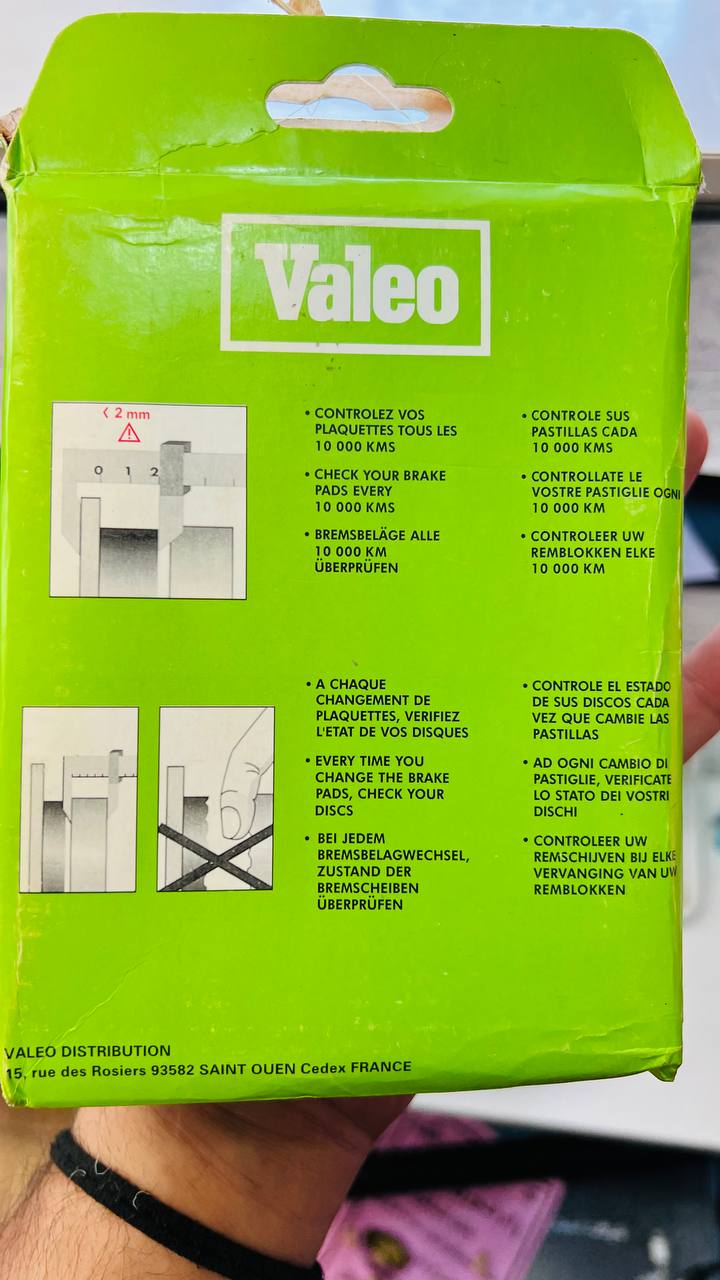 Valeo
< 2 mm
0 1 2
• CONTROLEZ VOS
PLAQUETTES TOUS LES
10 000 KMS
• CHECK YOUR BRAKE
PADS EVERY
10 000 KMS
• BREMSBELÄGE ALLE
10 000 KM
ÜBERPRÜFEN
• CONTROLE SUS
PASTILLAS CADA
10 000 KMS
• CONTROLLATE LE
VOSTRE PASTIGLIE OGNI
10 000 KM
• CONTROLEER UW
REMBLOKKEN ELKE
10 000 KM
• A CHAQUE
CHANGEMENT DE
PLAQUETTES, VERIFIEZ
L'ETAT DE VOS DISQUES
• EVERY TIME YOU
CHANGE THE BRAKE
PADS, CHECK YOUR
DISCS
• BEI JEDEM
BREMSBELAGWECHSEL,
ZUSTAND DER
BREMSCHEIBEN
ÜBERPRÜFEN
• CONTROLE EL ESTADO
DE SUS DISCOS CADA
VEZ QUE CAMBIE LAS
PASTILLAS
• AD OGNI CAMBIO DI
PASTIGLIE, VERIFICATE
LO STATO DEI VOSTRI
DISCHI
• CONTROLEER UW
REMSCHIJVEN BIJ ELKE
VERVANGING VAN UW
REMBLOKKEN
VALEO DISTRIBUTION
15, rue des Rosiers 93582 SAINT OUEN Cedex FRANCE